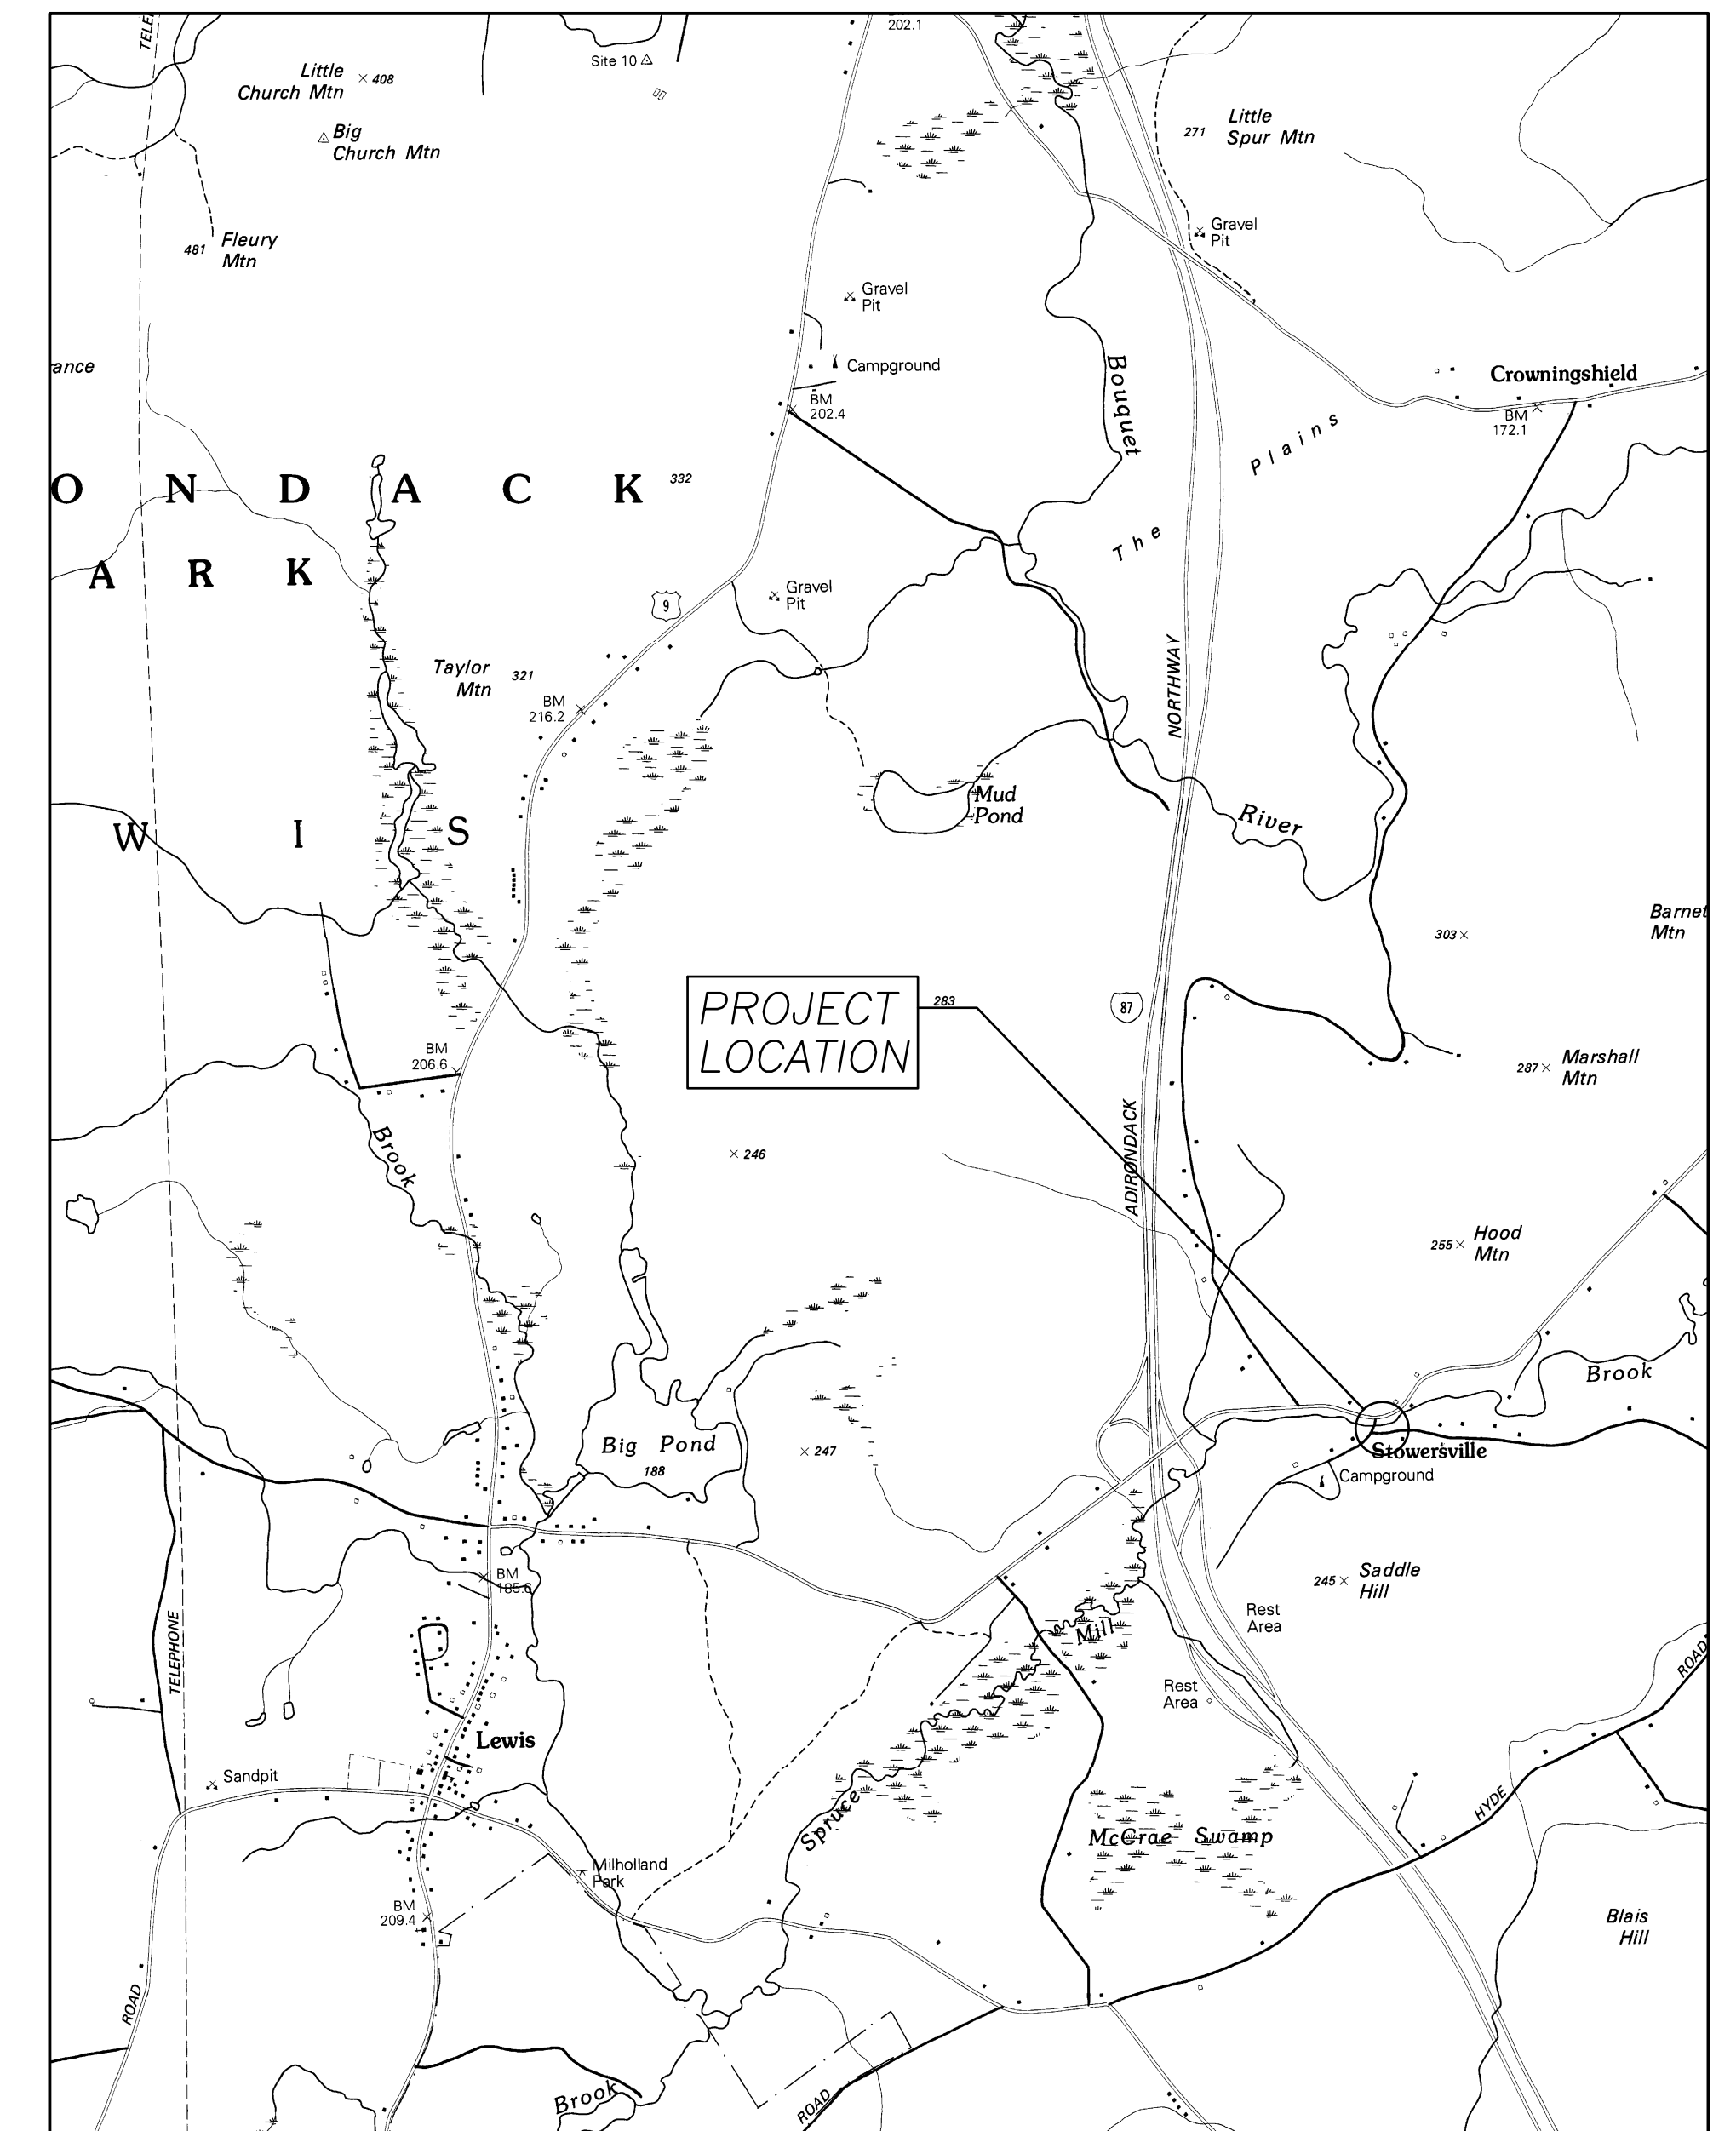 TELE
202.1
Site 10
Little
Church Mtn
408
Big
Church Mtn
271
Little
Spur Mtn
481
Fleury
Mtn
Gravel
Pit
Gravel
Pit
ance
Campground
Crowningshield
BM
202.4
BM
172.1
Bouquet
The Plains
O N D A C K
332
A R K
9
Gravel
Pit
Taylor
Mtn
321
NORTHWAY
BM
216.2
Mud
Pond
River
W I S
Barnet
Mtn
303
PROJECT
LOCATION
283
87
BM
206.6
287
Marshall
Mtn
Brook
246
ADIRONDACK
255
Hood
Mtn
Brook
Big Pond
188
247
Stowersville
Campground
BM
185.6
245
Saddle
Hill
Rest
Area
Mill
TELEPHONE
Rest
Area
ROAD
Lewis
Sandpit
HYDE
Spruce
McCrae Swamp
Milholland
Park
BM
209.4
Blais
Hill
ROAD
Brook
ROAD